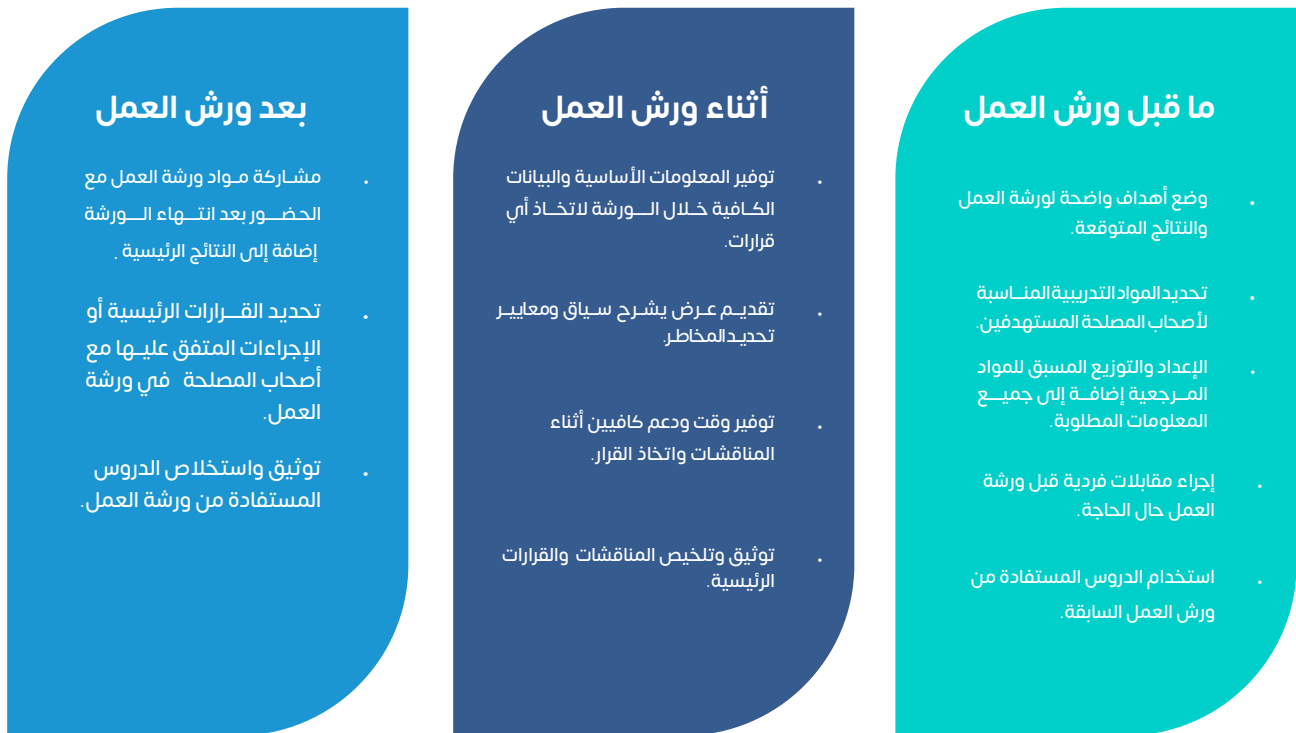 ما قبل ورش العمل
. وضع أهداف واضحة لورشة العمل
والنتائج المتوقعة.
. تحديد المواد التدريبية المناسبة
لأصحاب المصلحة المستهدفين.
. الإعداد والتوزيع المسبق للمواد
المرجعية إضافة إلى جميع
المعلومات المطلوبة.
. إجراء مقابلات فردية قبل ورشة
العمل حال الحاجة.
. استخدام الدروس المستفادة من
ورش العمل السابقة.
أثناء ورش العمل
. توفير المعلومات الأساسية والبيانات
الكافية خلال الورشة لاتخاذ أي
قرارات.
. تقديم عرض يشرح سياق ومعايير
تحديد المخاطر.
. توفير وقت ودعم كافيين أثناء
المناقشات واتخاذ القرار.
. توثيق وتلخيص المناقشات والقرارات
الرئيسية.
بعد ورش العمل
. مشاركة مواد ورشة العمل مع
الحضور بعد انتهاء الورشة
إضافة إلى النتائج الرئيسية .
. تحديد القرارات الرئيسية أو
الإجراءات المتفق عليها مع
أصحاب المصلحة في ورشة
العمل.
. توثيق واستخلاص الدروس
المستفادة من ورشة العمل.